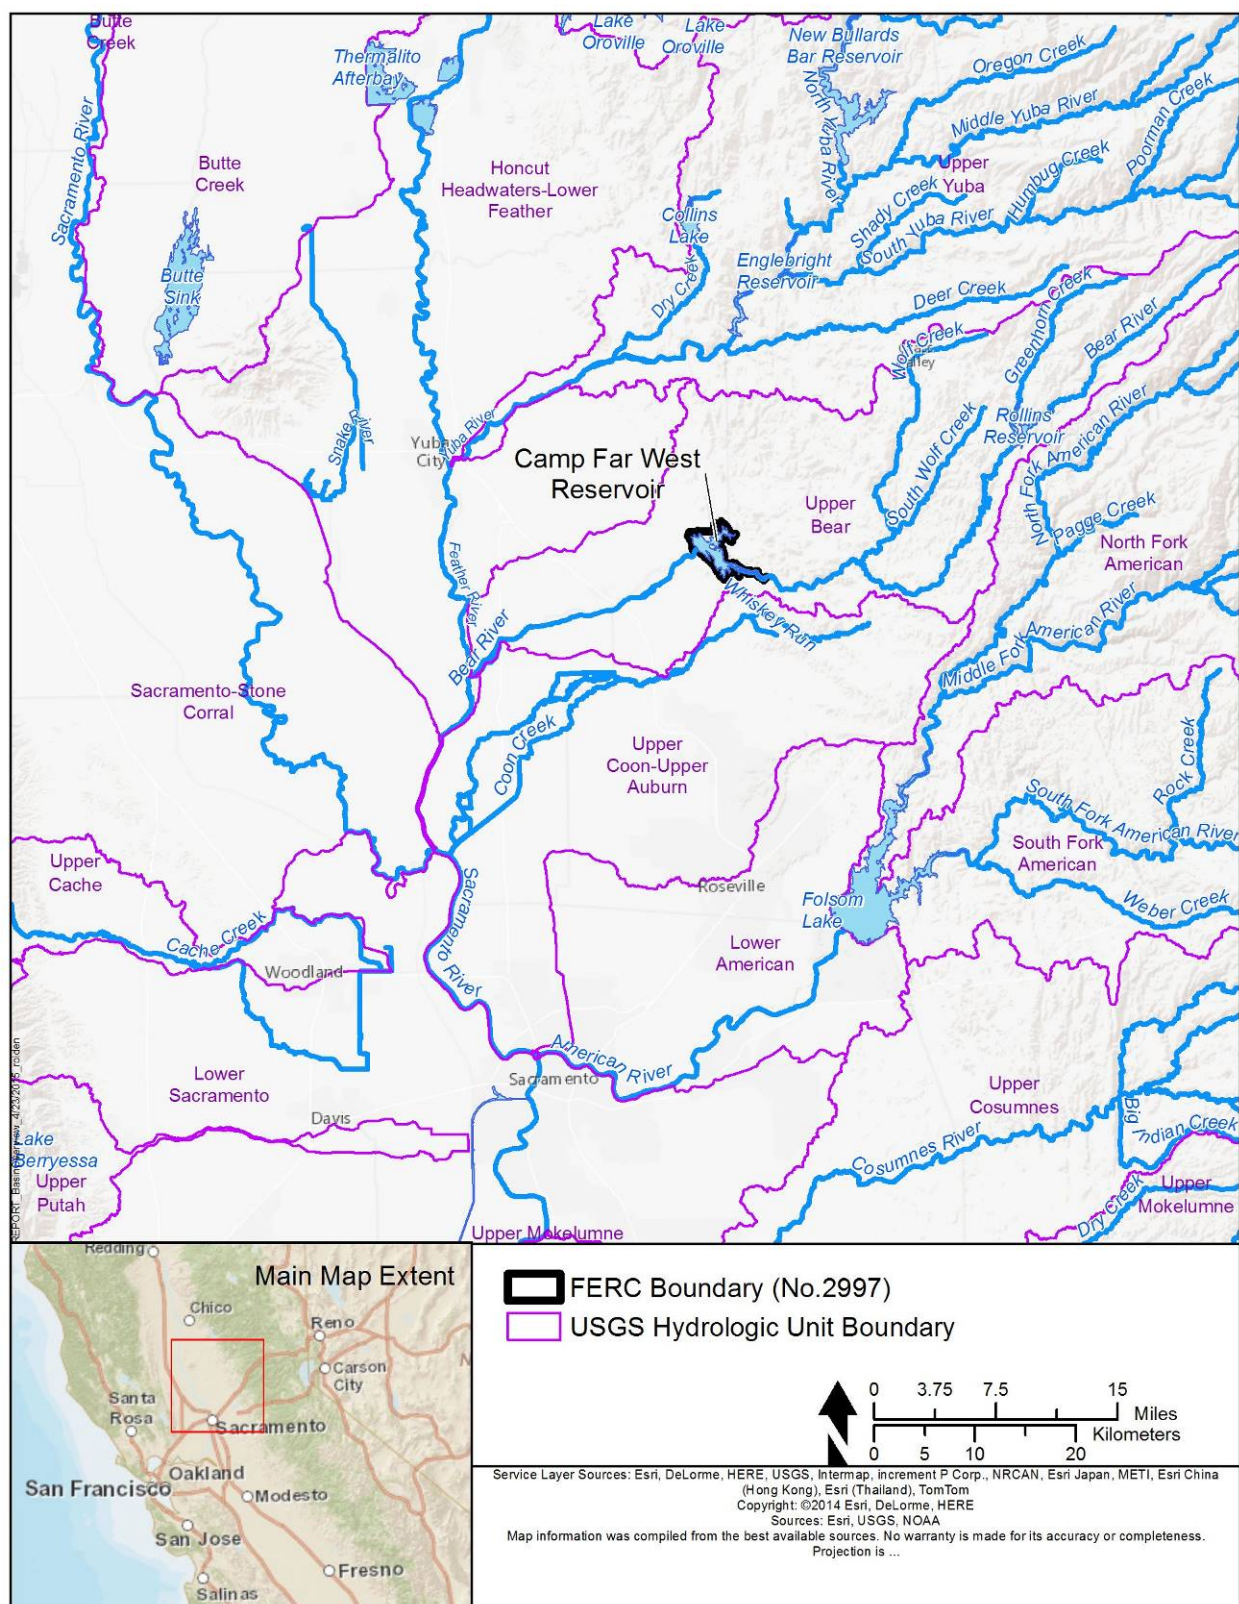 Butte
Creek
Thermalito
Afterbay
Lake
Oroville
Lake
Oroville
New Bullards
Bar Reservoir
Oregon Creek
Middle Yuba River
North Yuba River
Poorman Creek
Sacramento River
Butte
Creek
Honcut
Headwaters-Lower
Feather
Upper
Yuba
Humbug Creek
Shady Creek
South Yuba River
Collins
Lake
Englebright
Reservoir
Butte
Sink
Dry Creek
Deer Creek
Greenhorn Creek
Bear River
Wolf Creek
Snake River
Yuba
City
Yuba River
Rollins
Reservoir
North Fork American River
South Wolf Creek
Camp Far West
Reservoir
Upper
Bear
Pagge Creek
North Fork
American
Feather River
Whiskey Run
Bear River
Middle Fork American River
Sacramento-Stone
Corral
Coon Creek
Upper
Coon-Upper
Auburn
Rock Creek
South Fork American River
South Fork
American
Upper
Cache
Roseville
Folsom
Lake
Weber Creek
Sacramento River
Cache Creek
Woodland
Lower
American
American River
Sacramento
Lower
Sacramento
Davis
Upper
Cosumnes
Cosumnes River
Big Indian Creek
Lake
Berryessa
Upper
Putah
Upper Mokelumne
Dry Creek
Upper
Mokelumne
Main Map Extent
Redding
Chico
Reno
Carson
City
Santa
Rosa
Sacramento
San Francisco
Oakland
Modesto
San Jose
Fresno
Salinas
FERC Boundary (No.2997)
USGS Hydrologic Unit Boundary
0 3.75 7.5 15
Miles
Kilometers
0 5 10 20
Service Layer Sources: Esri, DeLorme, HERE, USGS, Intermap, increment P Corp., NRCAN, Esri Japan, METI, Esri China
(Hong Kong), Esri (Thailand), TomTom
Copyright: ©2014 Esri, DeLorme, HERE
Sources: Esri, USGS, NOAA
Map information was compiled from the best available sources. No warranty is made for its accuracy or completeness.
Projection is ...